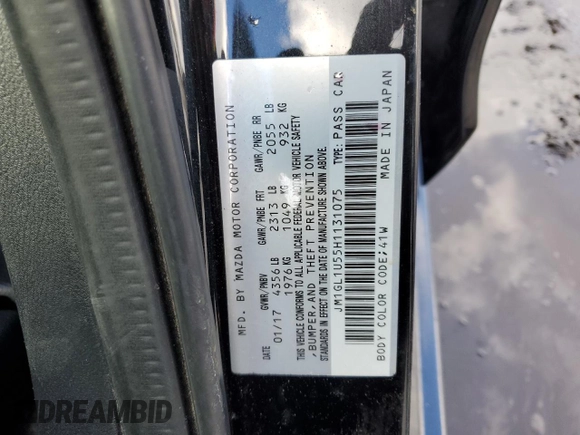 MFD. BY MAZDA MOTOR CORPORATION
DATE GVWR/PNBV GAWR/PNBE FRT GAWR/PNBE RR
01/17 4356 LB 2313 LB 2055 LB
1976 KG 1049 KG 932 KG
THIS VEHICLE CONFORMS TO ALL APPLICABLE FEDERAL MOTOR VEHICLE SAFETY
,BUMPER,AND THEFT PREVENTION
STANDARDS IN EFFECT ON THE DATE OF MANUFACTURE SHOWN ABOVE.
JM1GL1U55H1131075 TYPE: PASS CAR
BODY COLOR CODE;41W MADE IN JAPAN
IDREAMBID